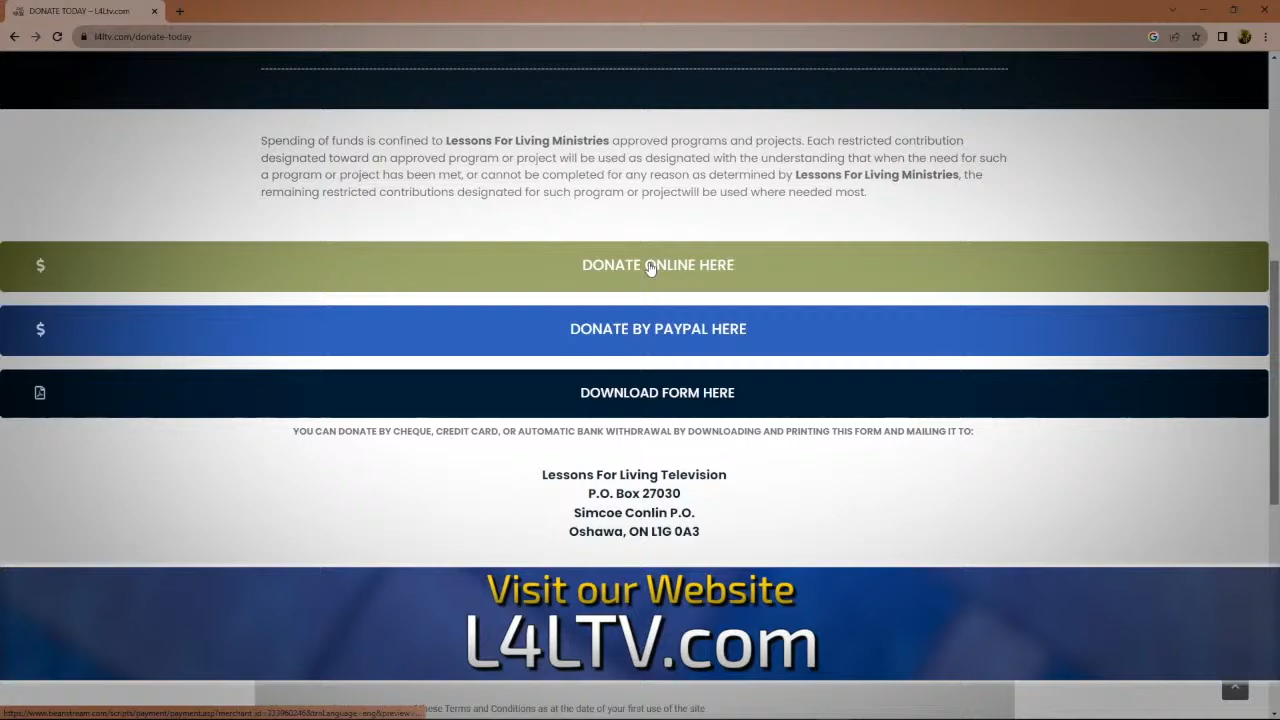 DONATE TODAY – L4Ltv.com
l4ltv.com/donate-today
Spending of funds is confined to Lessons For Living Ministries approved programs and projects. Each restricted contribution
designated toward an approved program or project will be used as designated with the understanding that when the need for such
a program or project has been met, or cannot be completed for any reason as determined by Lessons For Living Ministries, the
remaining restricted contributions designated for such program or projectwill be used where needed most.
$ DONATE ONLINE HERE
$ DONATE BY PAYPAL HERE
DOWNLOAD FORM HERE
YOU CAN DONATE BY CHEQUE, CREDIT CARD, OR AUTOMATIC BANK WITHDRAWAL BY DOWNLOADING AND PRINTING THIS FORM AND MAILING IT TO:
Lessons For Living Television
P.O. Box 27030
Simcoe Conlin P.O.
Oshawa, ON L1G 0A3
Visit our Website
L4LTV.com
these Terms and Conditions as at the date of your first use of the site